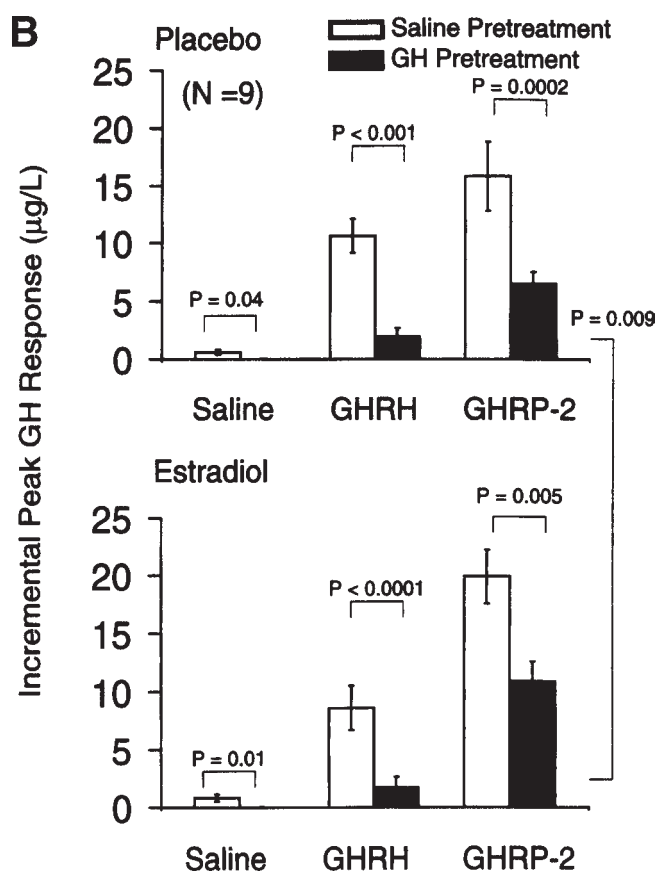 B
Placebo
(N =9)
Saline Pretreatment
GH Pretreatment
P = 0.0002
P < 0.001
P = 0.04
P = 0.009
25
20
15
10
5
0
Saline GHRH GHRP-2
Incremental Peak GH Response (µg/L)
Estradiol
P = 0.005
P < 0.0001
P = 0.01
25
20
15
10
5
0
Saline GHRH GHRP-2